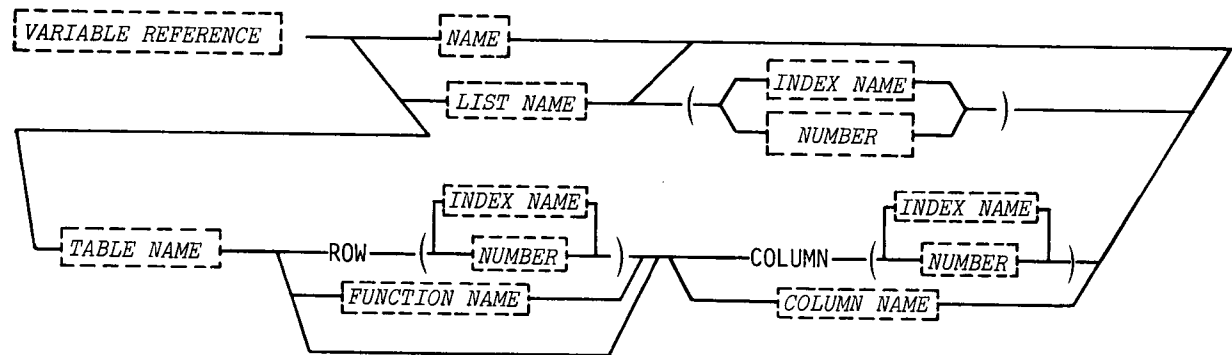 VARIABLE REFERENCE NAME
LIST NAME ( INDEX NAME )
NUMBER
INDEX NAME INDEX NAME
TABLE NAME ROW ( NUMBER ) COLUMN ( NUMBER )
FUNCTION NAME COLUMN NAME